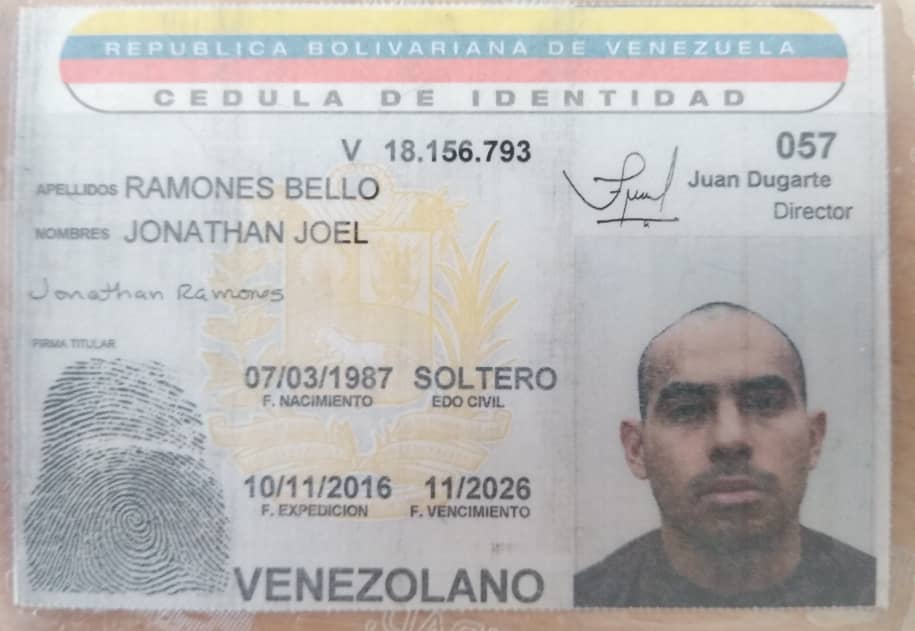 REPUBLICA BOLIVARIANA DE VENEZUELA
CEDULA DE IDENTIDAD
V 18.156.793
057
Juan Dugarte
Director
APELLIDOS RAMONES BELLO
NOMBRES JONATHAN JOEL
Jonathan Ramones
FIRMA TITULAR
07/03/1987 SOLTERO
F. NACIMIENTO EDO CIVIL
10/11/2016 11/2026
F. EXPEDICION F. VENCIMIENTO
VENEZOLANO